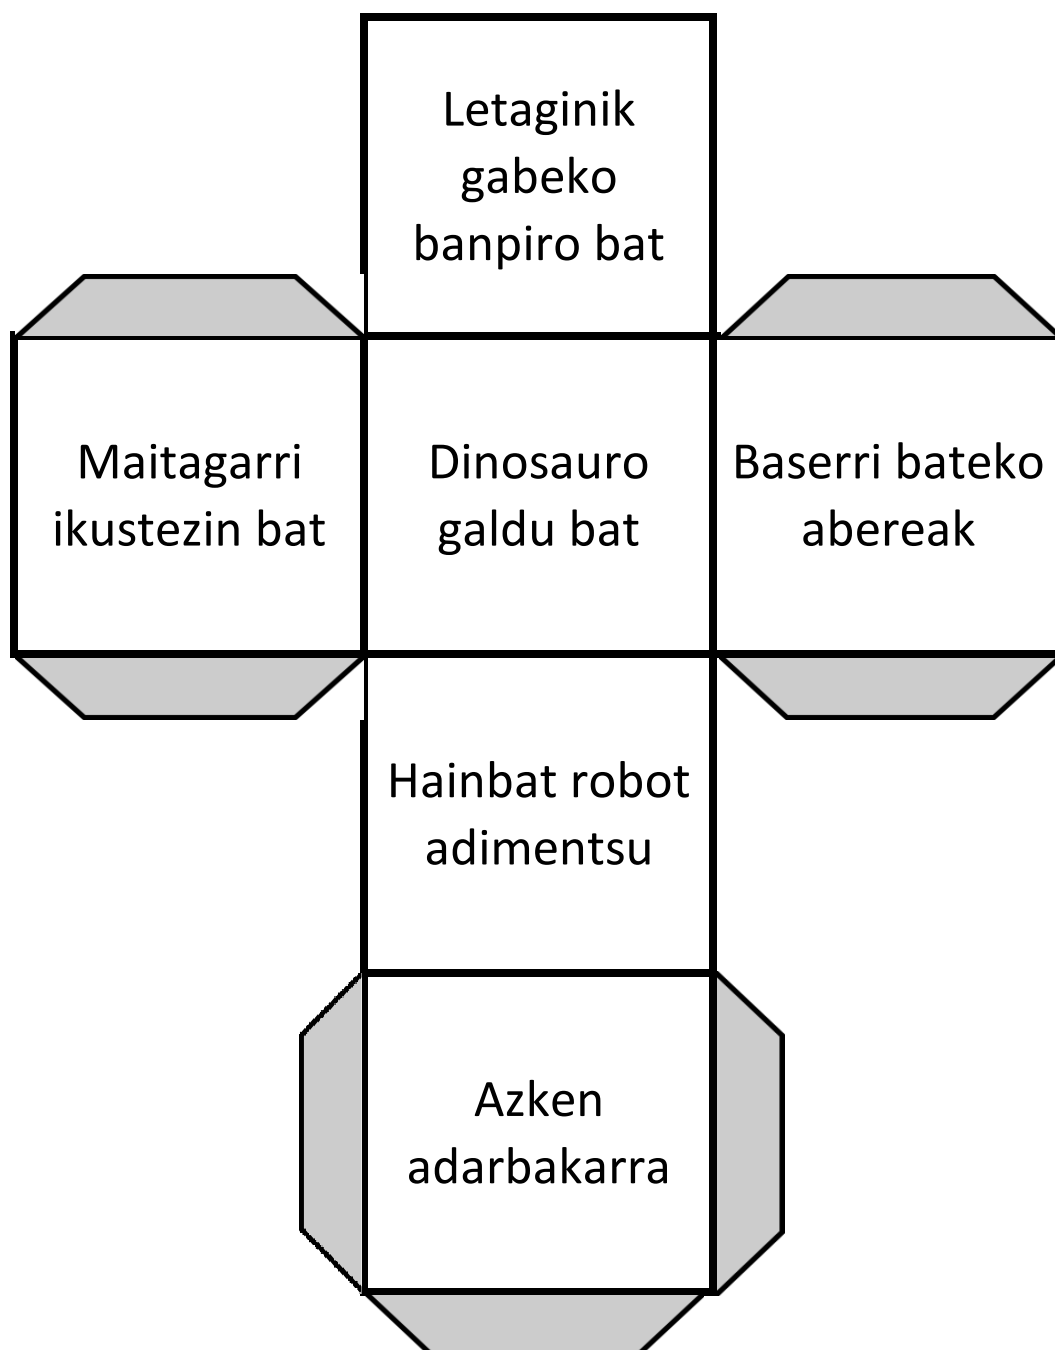 Letaginik
gabeko
banpiro bat
Maitagarri
ikustezin bat
Dinosauro
galdu bat
Baserri bateko
abereak
Hainbat robot
adimentsu
Azken
adarbakarra